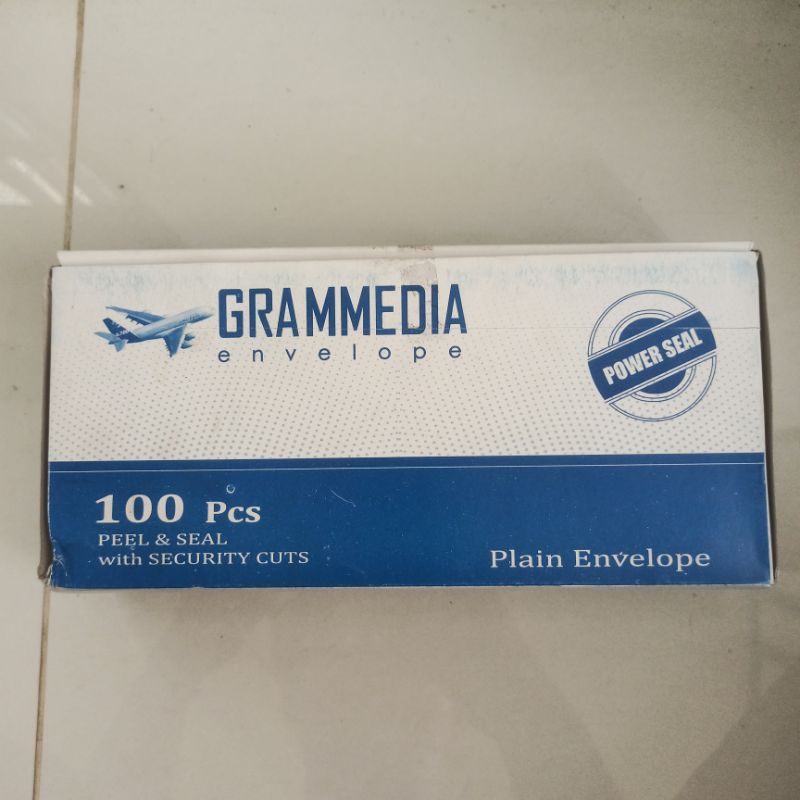 GRAMMEDIA
envelope
POWER SEAL
100 Pcs
PEEL & SEAL
with SECURITY CUTS
Plain Envelope